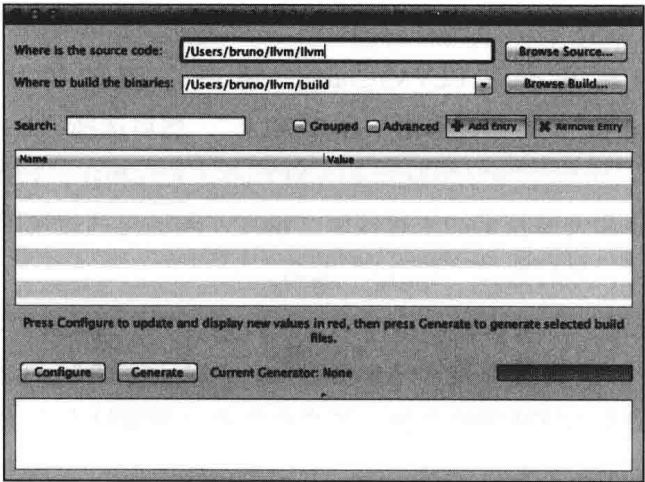 Where is the source code: /Users/bruno/llvm/llvm Browse Source...
Where to build the binaries: /Users/bruno/llvm/build Browse Build...
Search: Grouped Advanced Add Entry Remove Entry
Name Value
Press Configure to update and display new values in red, then press Generate to generate selected build
files.
Configure Generate Current Generator: None